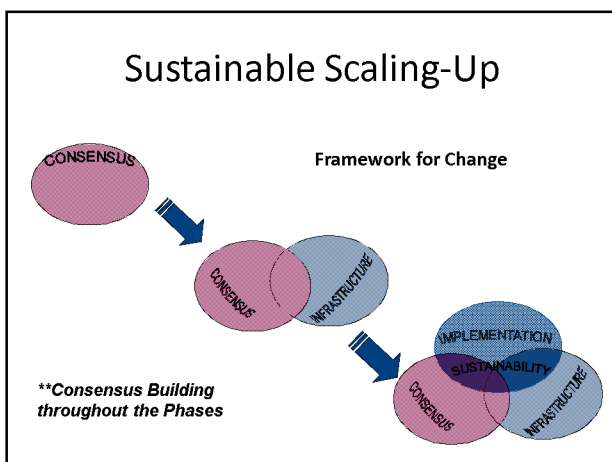 Sustainable Scaling-Up
CONSENSUS
Framework for Change
CONSENSUS
INFRASTRUCTURE
IMPLEMENTATION
SUSTAINABILITY
CONSENSUS
INFRASTRUCTURE
**Consensus Building
throughout the Phases